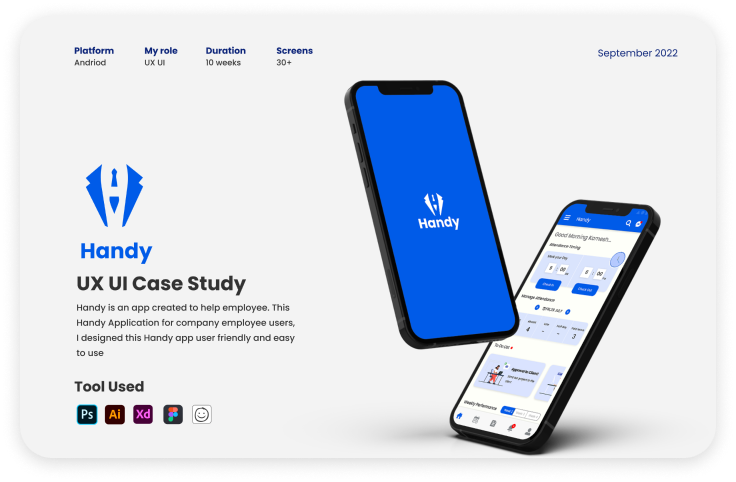 Platform
Andriod
My role
UX UI
Duration
10 weeks
Screens
30+
September 2022
Handy
UX UI Case Study
Handy is an app created to help employee. This
Handy Application for company employee users,
I designed this Handy app user friendly and easy
to use
Tool Used
Ps
Ai
Xd
Handy
Handy
Good Morning
Attendance Timing
Check Out
Manage Attendance
To Do List
Weekly Performance